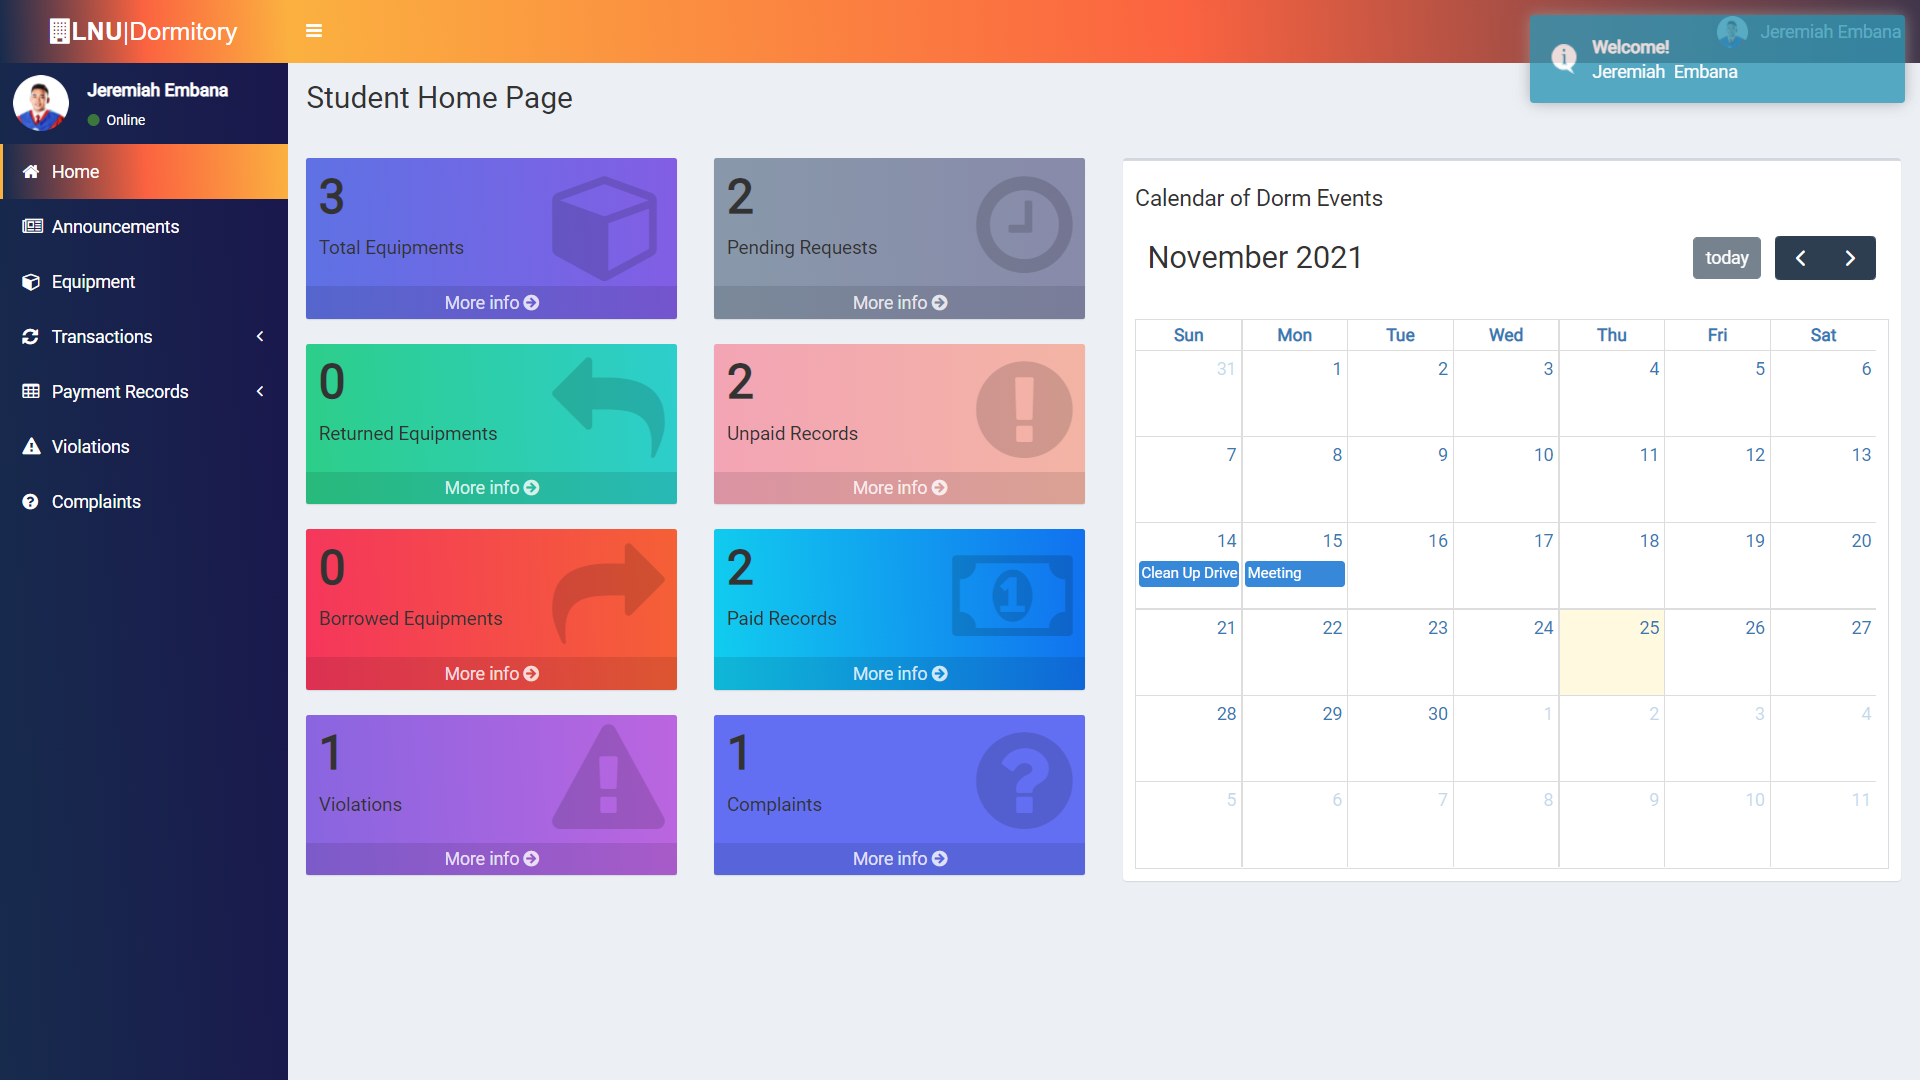 LNU|Dormitory
Jeremiah Embana
Welcome!
Jeremiah Embana
Jeremiah Embana
Online
Home
Announcements
Equipment
Transactions
Payment Records
Violations
Complaints
Student Home Page
3
Total Equipments
More info
2
Pending Requests
More info
0
Returned Equipments
More info
2
Unpaid Records
More info
0
Borrowed Equipments
More info
2
Paid Records
1
More info
1
Violations
More info
1
Complaints
More info
Calendar of Dorm Events
November 2021
today
Sun Mon Tue Wed Thu Fri Sat
31 1 2 3 4 5 6
7 8 9 10 11 12 13
14 15 16 17 18 19 20
Clean Up Drive Meeting
21 22 23 24 25 26 27
28 29 30 1 2 3 4
5 6 7 8 9 10 11